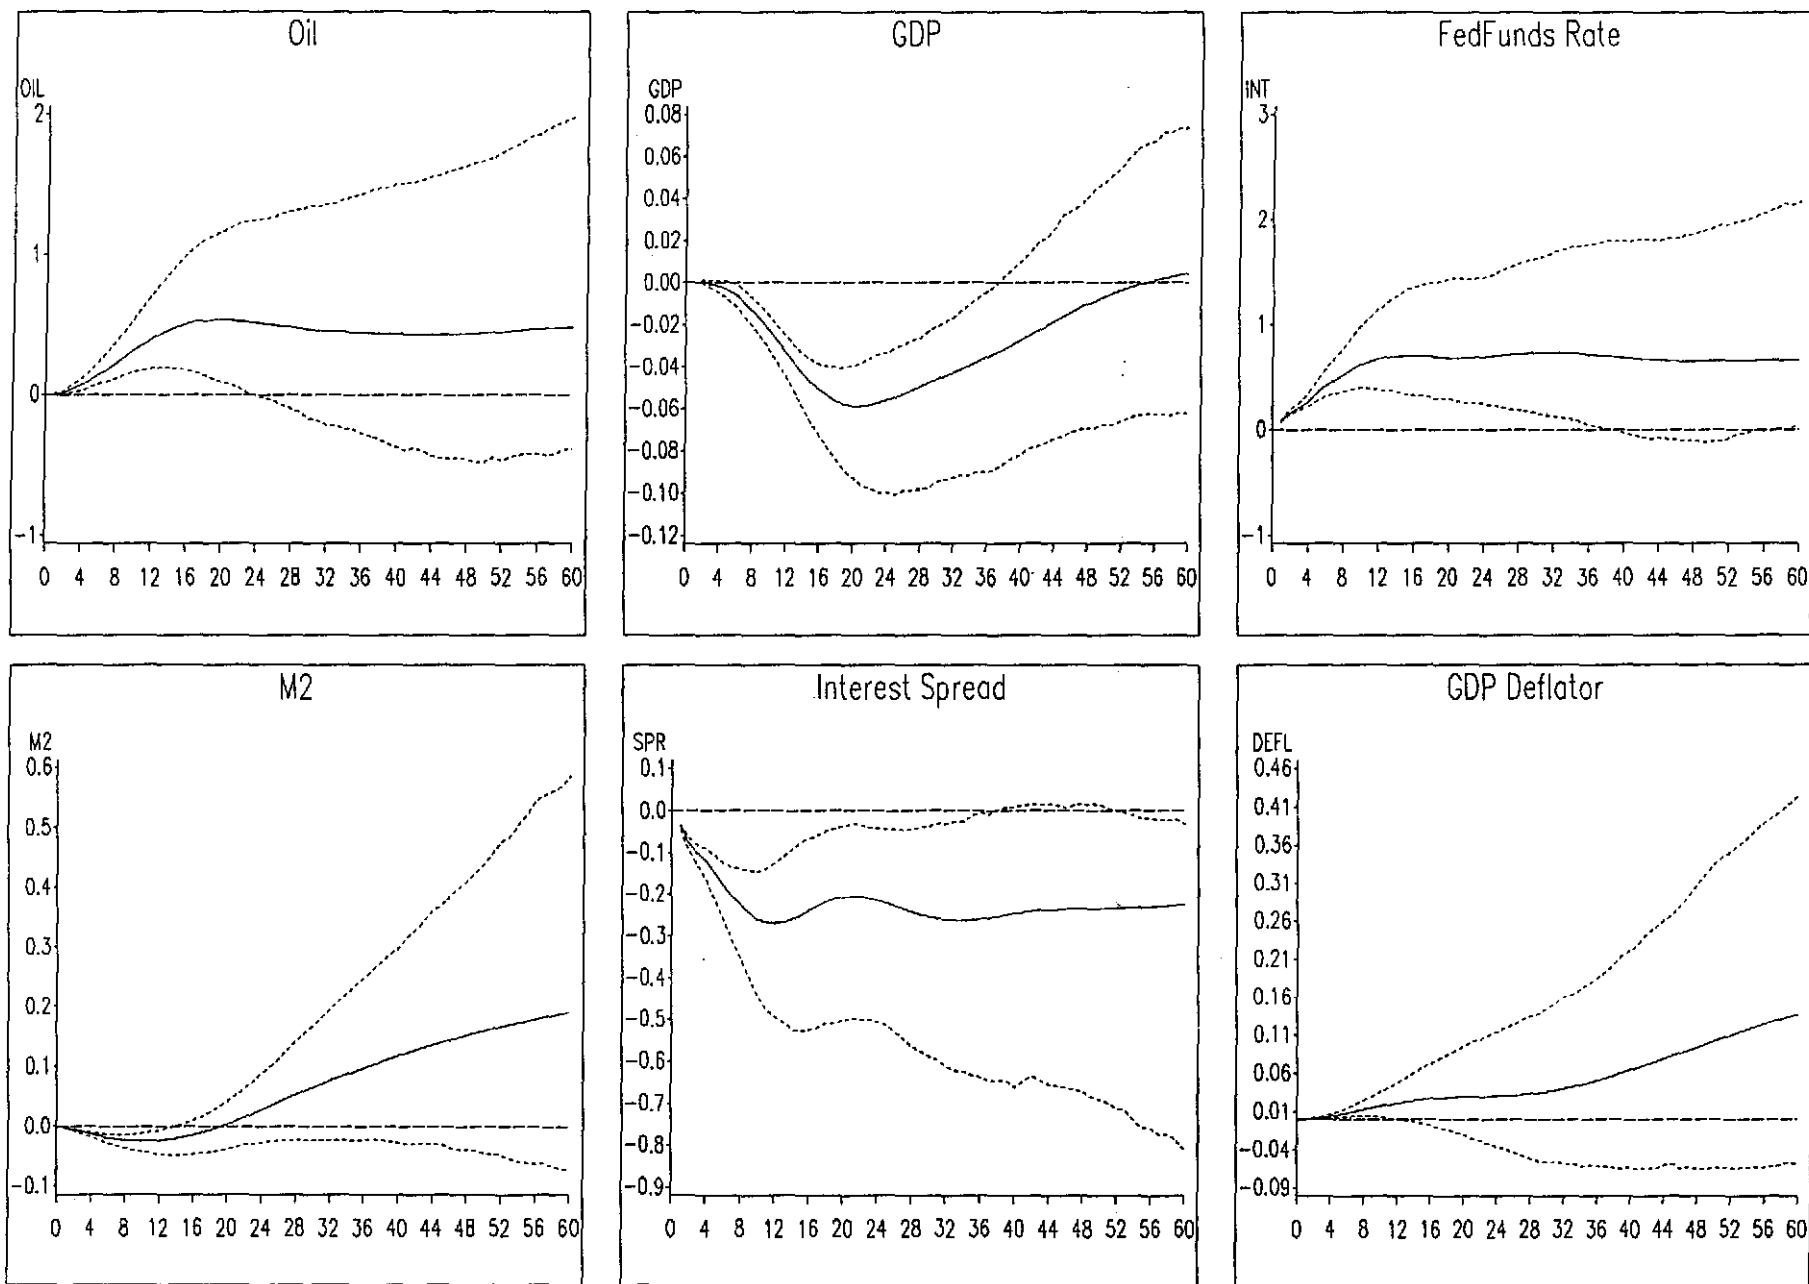 Oil
OIL
2
1
0
-1
0 4 8 12 16 20 24 28 32 36 40 44 48 52 56 60
GDP
GDP
0.08
0.06
0.04
0.02
0.00
-0.02
-0.04
-0.06
-0.08
-0.10
-0.12
0 4 8 12 16 20 24 28 32 36 40 44 48 52 56 60
FedFunds Rate
INT
3
2
1
0
-1
0 4 8 12 16 20 24 28 32 36 40 44 48 52 56 60
M2
M2
0.6
0.5
0.4
0.3
0.2
0.1
0.0
-0.1
0 4 8 12 16 20 24 28 32 36 40 44 48 52 56 60
Interest Spread
SPR
0.1
0.0
-0.1
-0.2
-0.3
-0.4
-0.5
-0.6
-0.7
-0.8
-0.9
0 4 8 12 16 20 24 28 32 36 40 44 48 52 56 60
GDP Deflator
DEFL
0.46
0.41
0.36
0.31
0.26
0.21
0.16
0.11
0.06
0.01
-0.04
-0.09
0 4 8 12 16 20 24 28 32 36 40 44 48 52 56 60